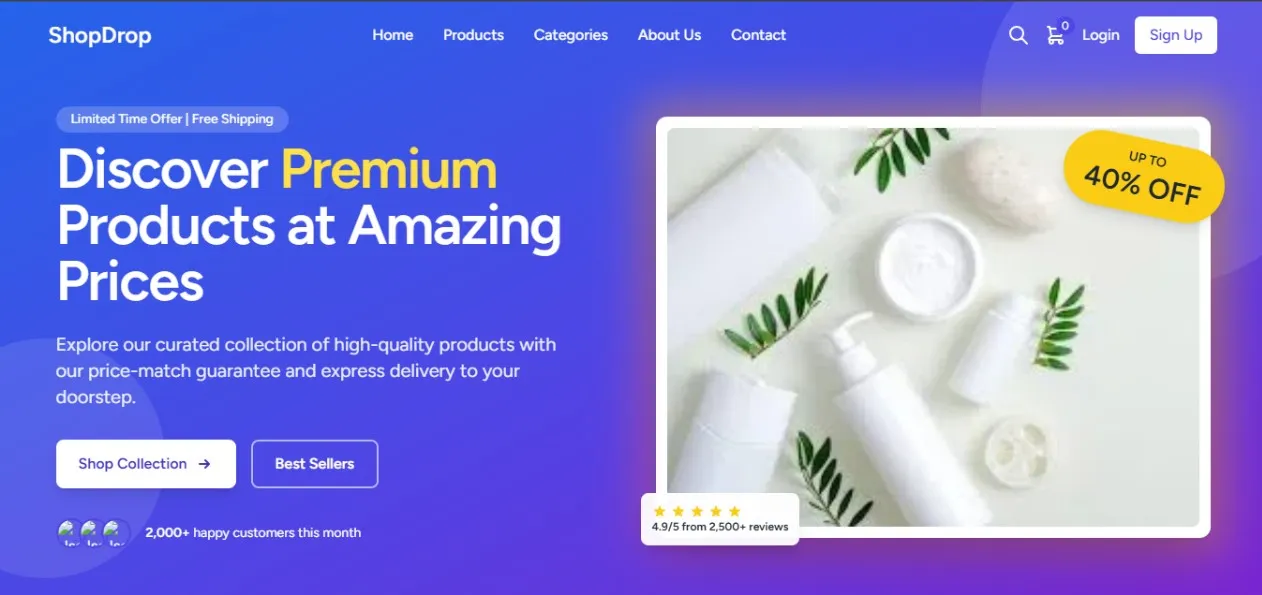 ShopDrop
Home Products Categories About Us Contact
0
Login
Sign Up
Limited Time Offer | Free Shipping
Discover Premium
Products at Amazing
Prices
Explore our curated collection of high-quality products with
our price-match guarantee and express delivery to your
doorstep.
Shop Collection →
Best Sellers
2,000+ happy customers this month
UP TO
40% OFF
4.9/5 from 2,500+ reviews